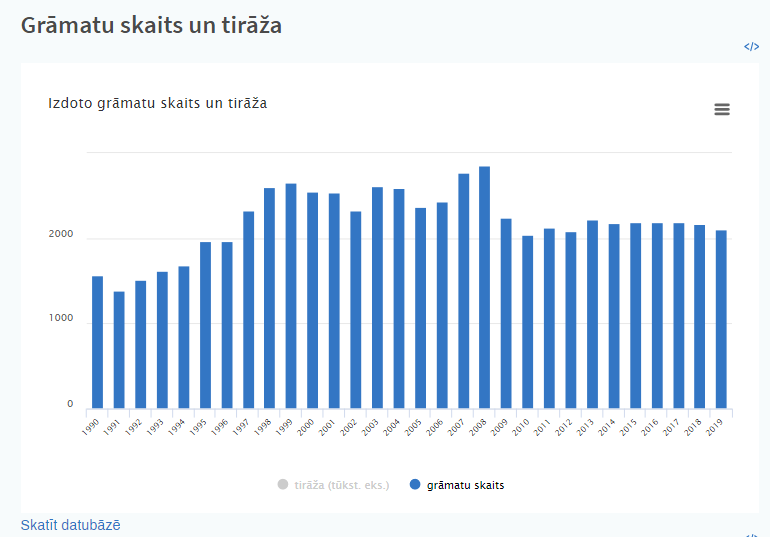 Grāmatu skaits un tirāža
</>
Izdoto grāmatu skaits un tirāža
2000
1000
0
1990 1991 1992 1993 1994 1995 1996 1997 1998 1999 2000 2001 2002 2003 2004 2005 2006 2007 2008 2009 2010 2011 2012 2013 2014 2015 2016 2017 2018 2019
tirāža (tūkst. eks.) grāmatu skaits
Skatīt datubāzē